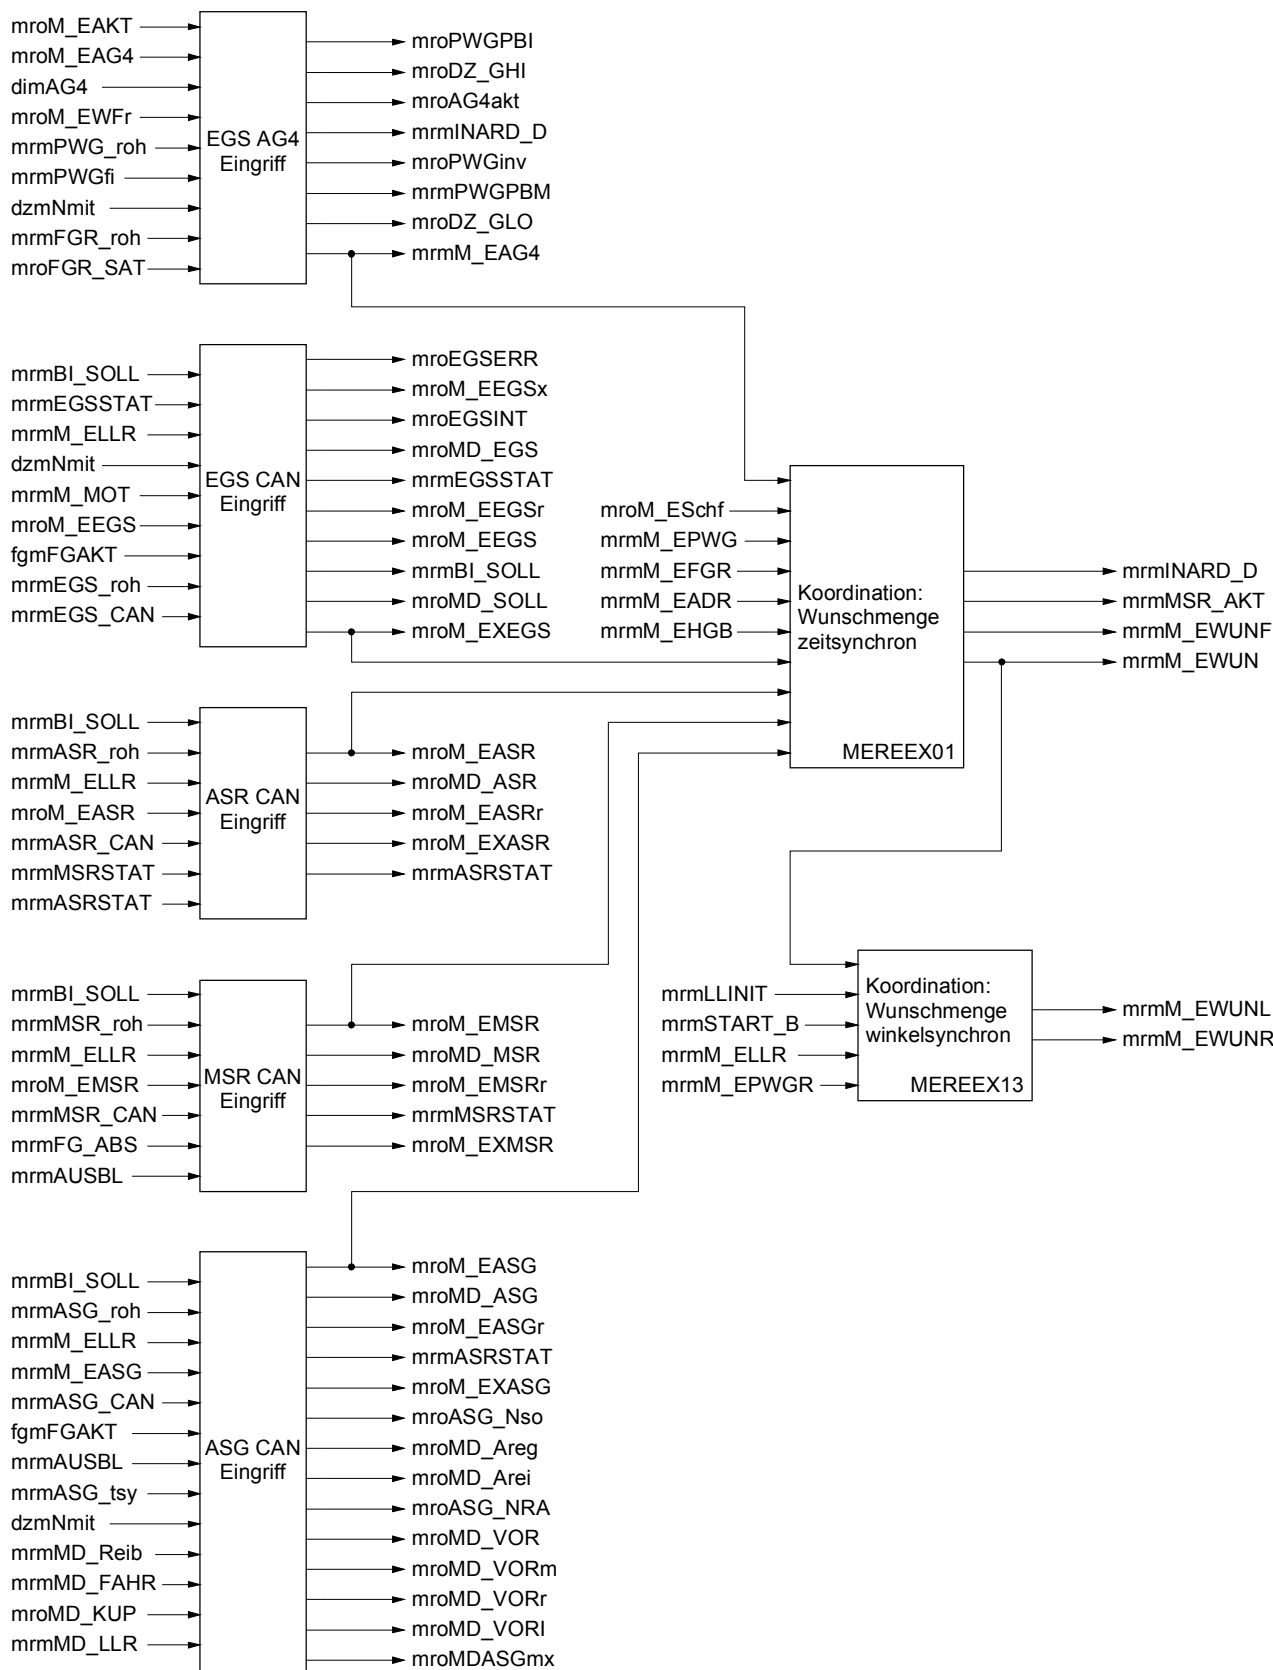 mroM_EAKT
mroM_EAG4
dimAG4
mroM_EWFr
mrmPWG_roh
mrmPWGfi
dzmNmit
mrmFGR_roh
mroFGR_SAT
EGS AG4
Eingriff
mroPWGPBI
mroDZ_GHI
mroAG4akt
mrmINARD_D
mroPWGinv
mrmPWGPBM
mroDZ_GLO
mrmM_EAG4
mrmBI_SOLL
mrmEGSSTAT
mrmM_ELLR
dzmNmit
mrmM_MOT
mroM_EEGS
fgmFGAKT
mrmEGS_roh
mrmEGS_CAN
EGS CAN
Eingriff
mroEGSERR
mroM_EEGSx
mroEGSINT
mroMD_EGS
mrmEGSSTAT
mroM_EEGSr
mroM_EEGS
mrmBI_SOLL
mroMD_SOLL
mroM_EXEGS
mroM_ESchf
mrmM_EPWG
mrmM_EFGR
mrmM_EADR
mrmM_EHGB
Koordination:
Wunschmenge
zeitsynchron
MEREEX01
mrmINARD_D
mrmMSR_AKT
mrmM_EWUNF
mrmM_EWUN
mrmBI_SOLL
mrmASR_roh
mrmM_ELLR
mroM_EASR
mrmASR_CAN
mrmMSRSTAT
mrmASRSTAT
ASR CAN
Eingriff
mroM_EASR
mroMD_ASR
mroM_EASRr
mroM_EXASR
mrmASRSTAT
mrmBI_SOLL
mrmMSR_roh
mrmM_ELLR
mroM_EMSR
mrmMSR_CAN
mrmFG_ABS
mrmAUSBL
MSR CAN
Eingriff
mroM_EMSR
mroMD_MSR
mroM_EMSRr
mrmMSRSTAT
mroM_EXMSR
mrmLLINIT
mrmSTART_B
mrmM_ELLR
mrmM_EPWGR
Koordination:
Wunschmenge
winkelsynchron
MEREEX13
mrmM_EWUNL
mrmM_EWUNR
mrmBI_SOLL
mrmASG_roh
mrmM_ELLR
mrmM_EASG
mrmASG_CAN
fgmFGAKT
mrmAUSBL
mrmASG_tsy
dzmNmit
mrmMD_Reib
mrmMD_FAHR
mroMD_KUP
mrmMD_LLR
ASG CAN
Eingriff
mroM_EASG
mroMD_ASG
mroM_EASGr
mrmASRSTAT
mroM_EXASG
mroASG_Nso
mroMD_Areg
mroMD_Arei
mroASG_NRA
mroMD_VOR
mroMD_VORm
mroMD_VORr
mroMD_VORI
mroMDASGmx